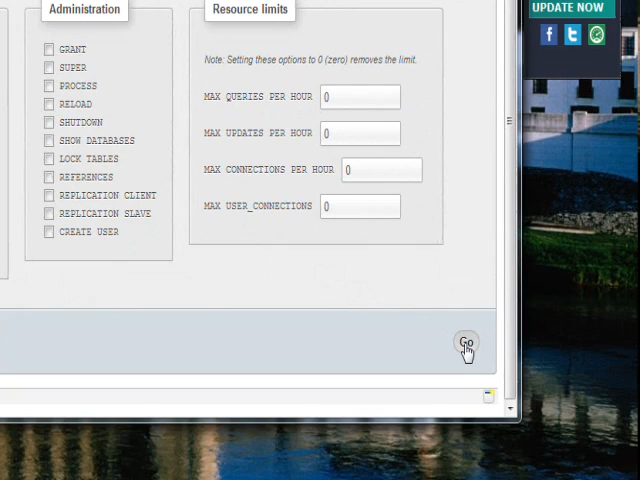 Administration
Resource limits
UPDATE NOW
GRANT
SUPER
PROCESS
RELOAD
SHUTDOWN
SHOW DATABASES
LOCK TABLES
REFERENCES
REPLICATION CLIENT
REPLICATION SLAVE
CREATE USER
Note: Setting these options to 0 (zero) removes the limit.
MAX QUERIES PER HOUR 0
MAX UPDATES PER HOUR 0
MAX CONNECTIONS PER HOUR 0
MAX USER_CONNECTIONS 0
Go